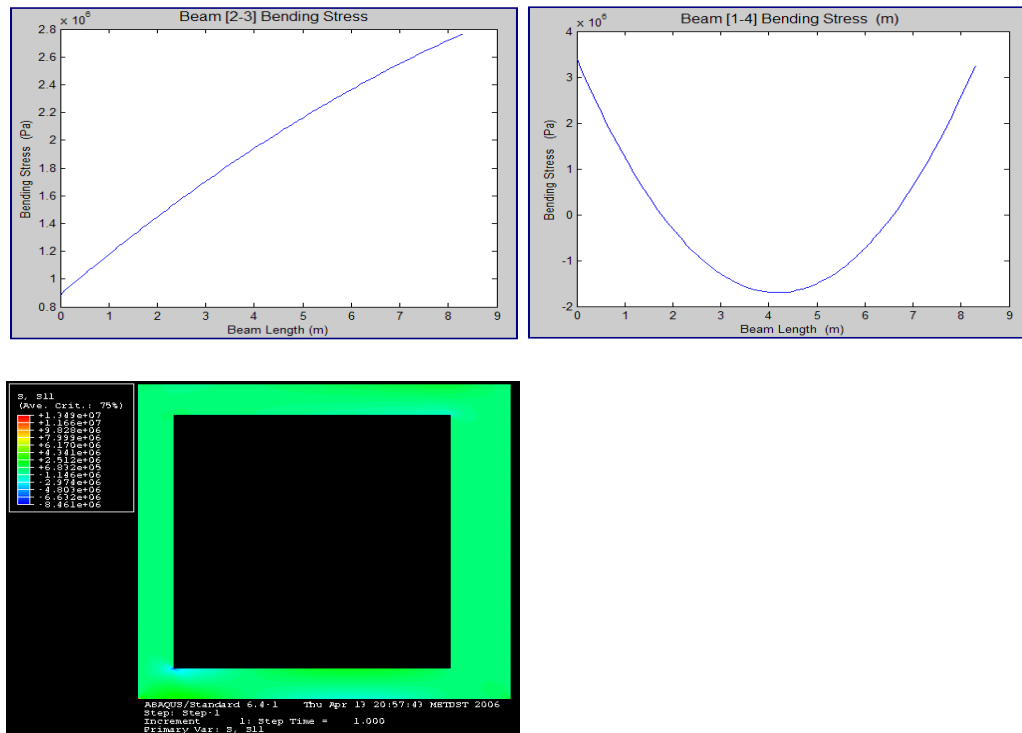 Beam [2-3] Bending Stress
x 10^6
2.8
2.6
2.4
2.2
2
1.8
1.6
1.4
1.2
1
0.8
Bending Stress (Pa)
0 1 2 3 4 5 6 7 8 9
Beam Length (m)
Beam [1-4] Bending Stress (m)
x 10^6
4
3
2
1
0
-1
-2
Bending Stress (Pa)
0 1 2 3 4 5 6 7 8 9
Beam Length (m)
S, S11
(Ave. Crit.: 75%)
+1.349e+07
+1.166e+07
+9.828e+06
+7.999e+06
+6.170e+06
+4.341e+06
+2.512e+06
+6.832e+05
-1.146e+06
-2.974e+06
-4.803e+06
-6.632e+06
-8.461e+06
ABAQUS/Standard 6.4-1 Thu Apr 13 20:57:43 METDST 2006
Step: Step-1
Increment 1: Step Time = 1.000
Primary Var: S, S11